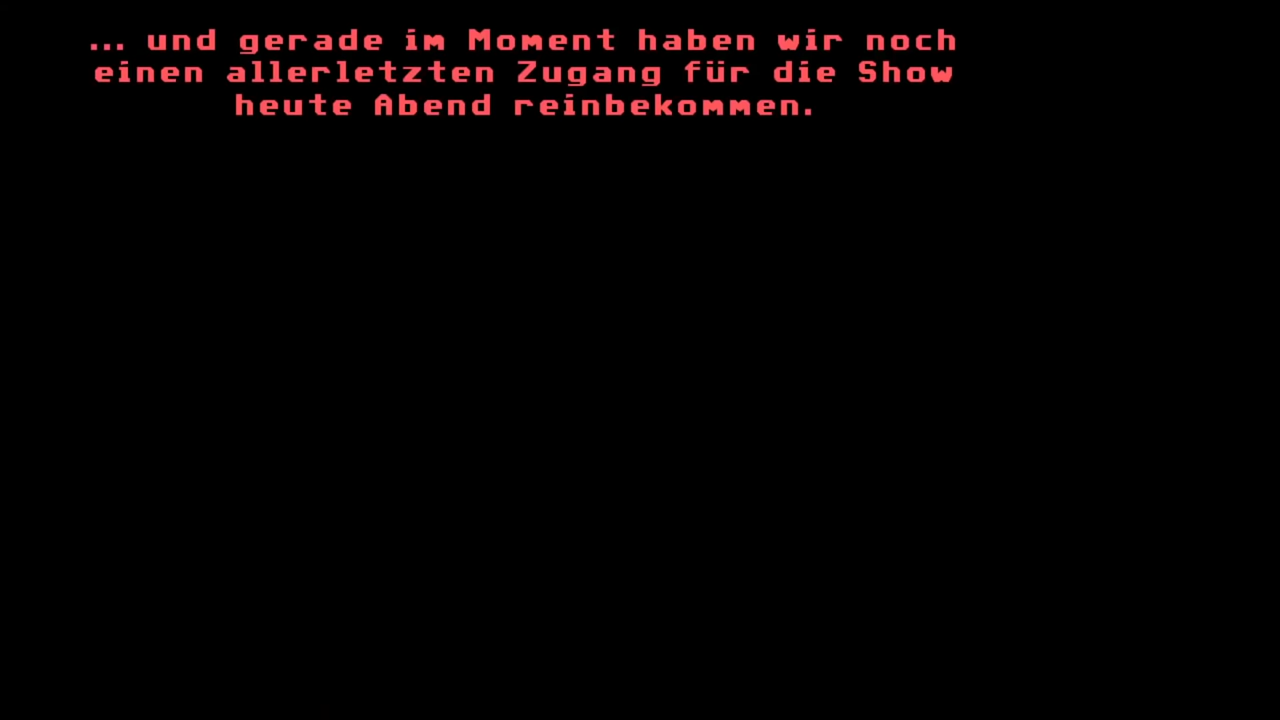 ... und gerade im Moment haben wir noch
einen allerletzten Zugang für die Show
heute Abend reinbekommen.